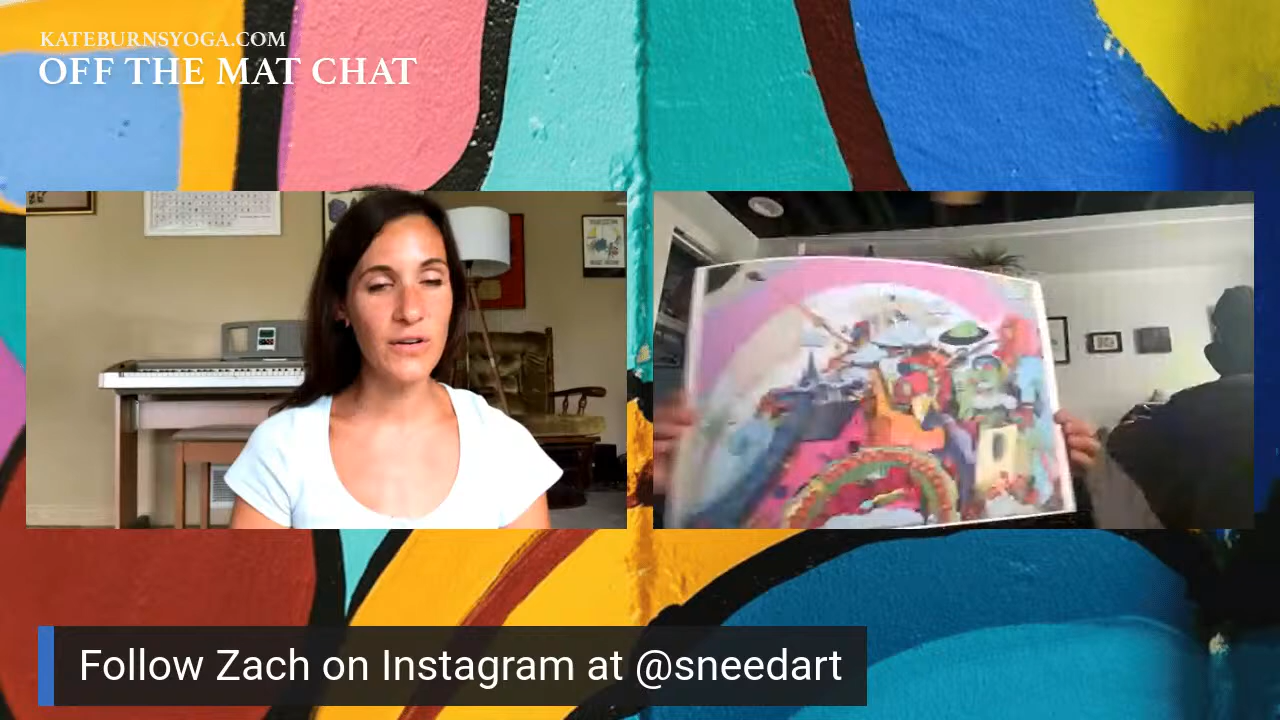 KATEBURNSYOGA.COM
OFF THE MAT CHAT
Follow Zach on Instagram at @sneedart